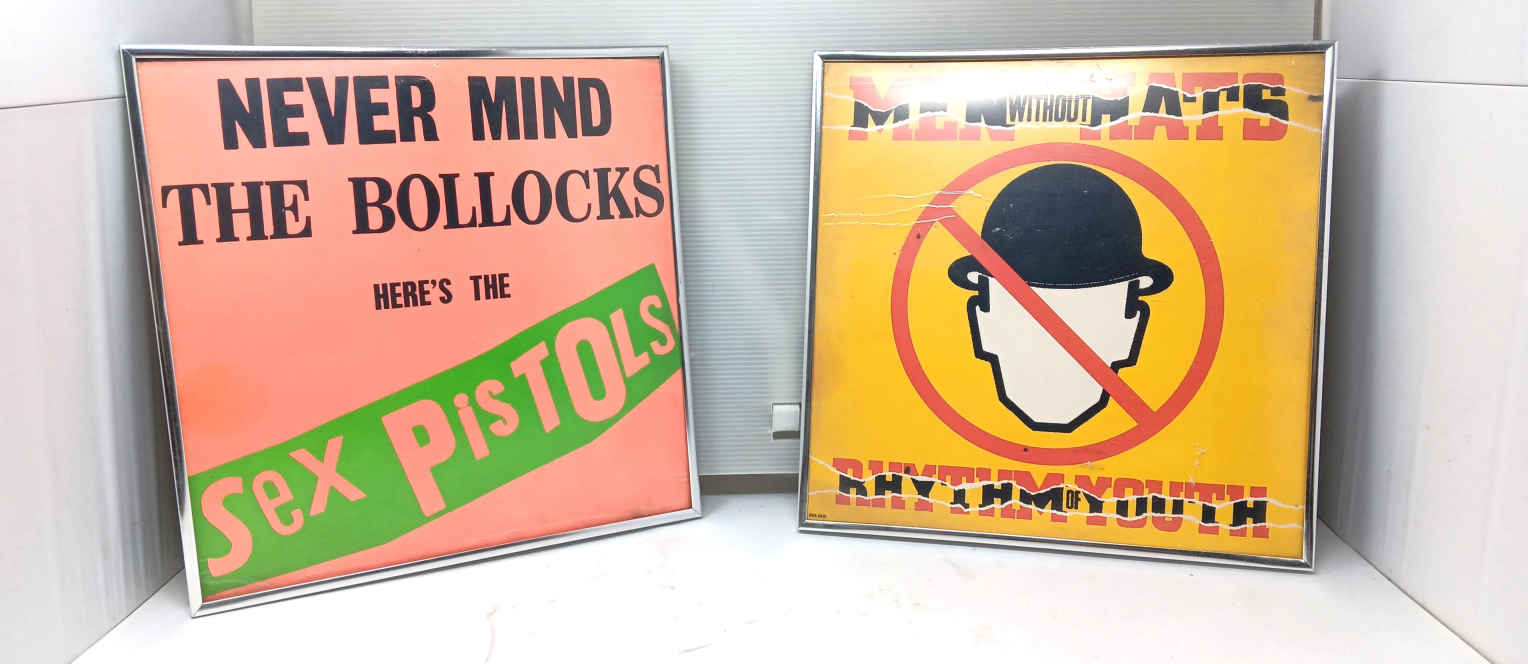 NEVER MIND
THE BOLLOCKS
HERE'S THE
Sex PiSTOLS
MEN WITHOUT HATS
RHYTHM OF YOUTH